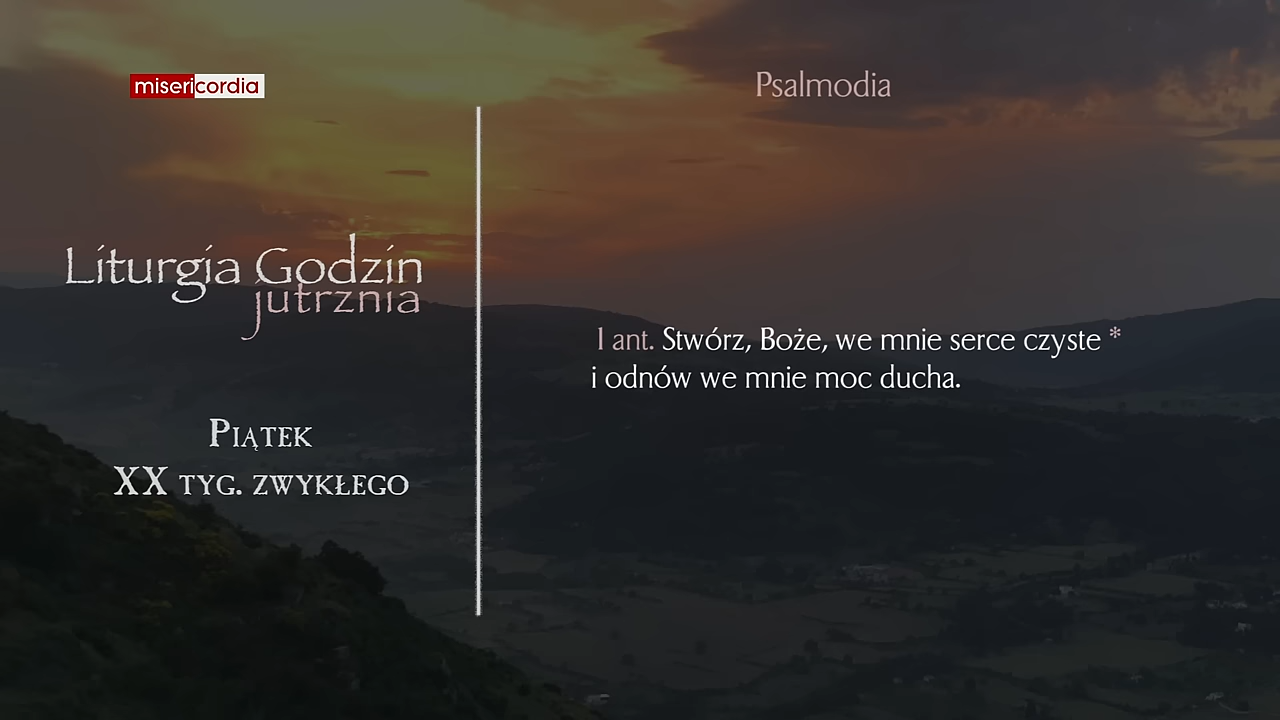 misericordia
Psalmodia
Liturgia Godzin
jutrznia
Piątek
XX tyg. zwykłego
1 ant. Stwórz, Boże, we mnie serce czyste *
i odnów we mnie moc ducha.